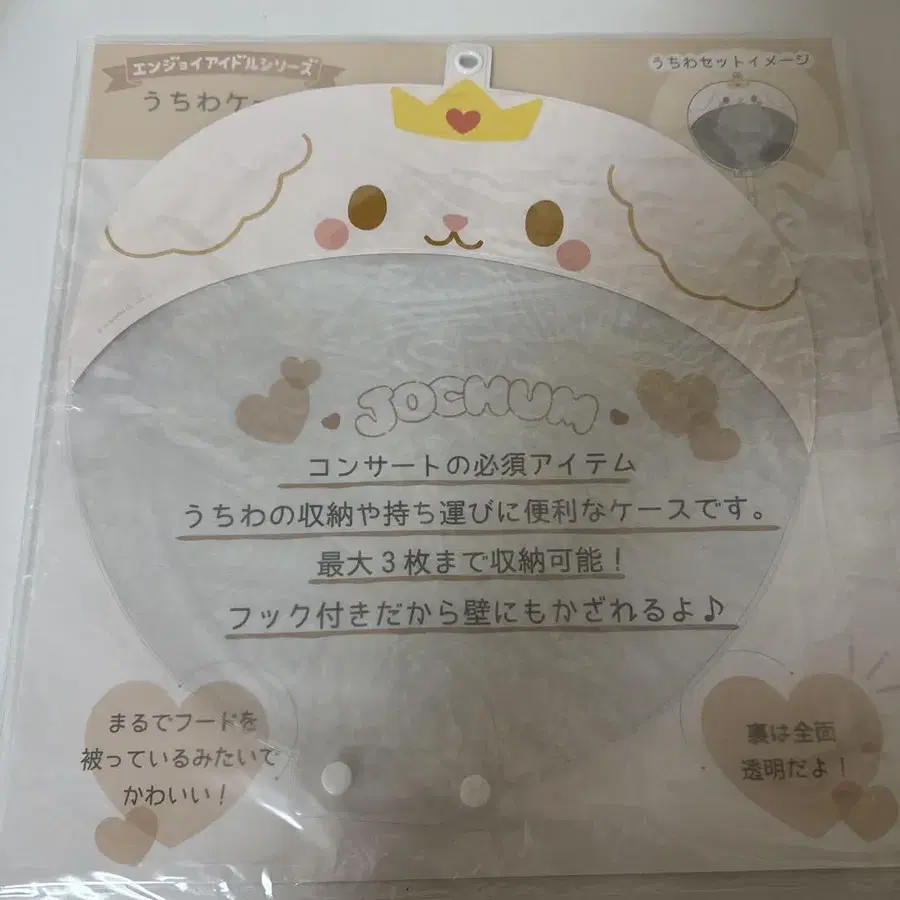 エンジョイアイドルシリーズ
うちわケー
うちわセットイメージ
JOCHUM
コンサートの必須アイテム
うちわの収納や持ち運びに便利なケースです。
最大3枚まで収納可能!
フック付きだから壁にもかざれるよ♪
まるでフードを
被っているみたいで
かわいい!
裏は全面
透明だよ!